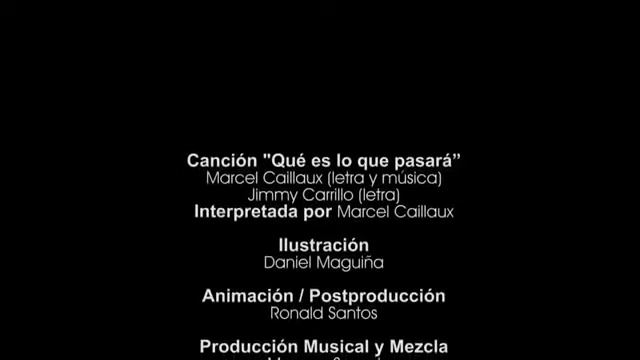 Canción "Qué es lo que pasará”
Marcel Caillaux (letra y música)
Jimmy Carrillo (letra)
Interpretada por Marcel Caillaux
Ilustración
Daniel Maguiña
Animación / Postproducción
Ronald Santos
Producción Musical y Mezcla